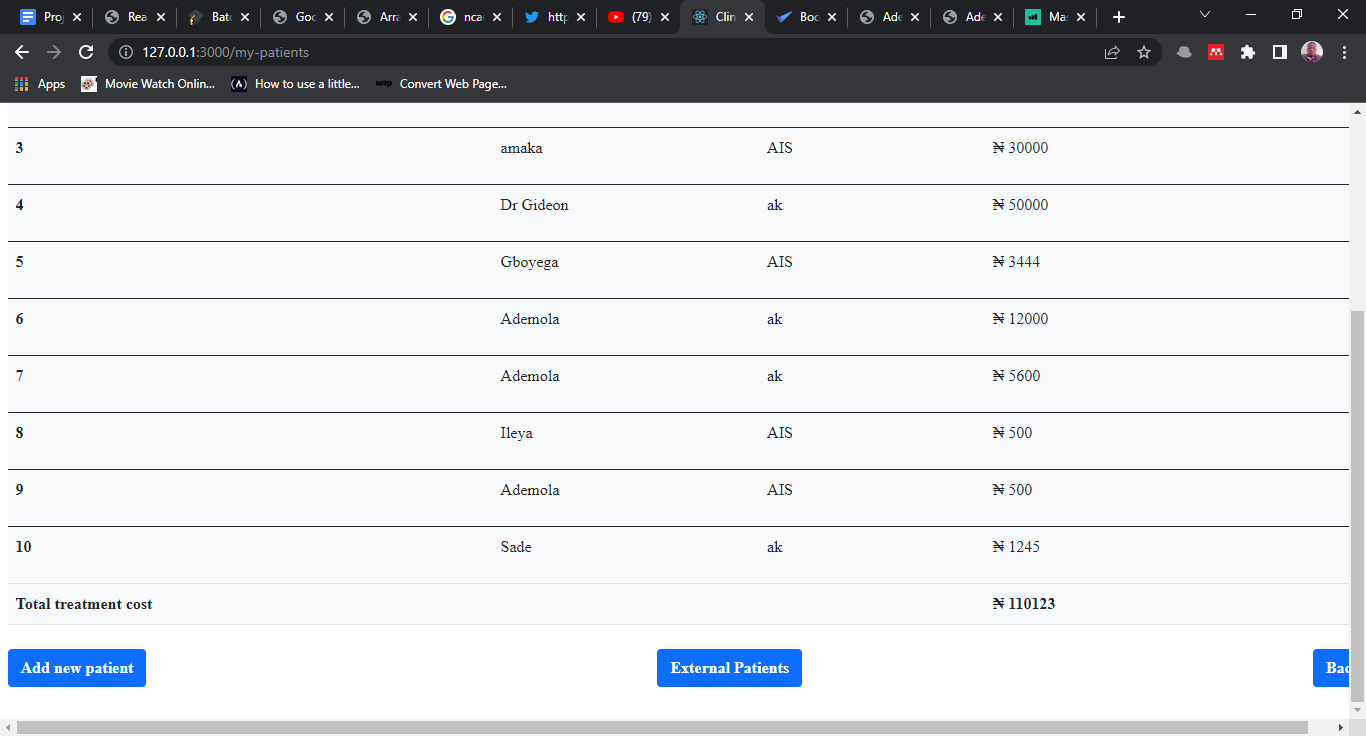 Proj
Rea
Bat
Goo
Arra
nca
http
(79)
Clin
Boo
Ade
Ade
Mas
127.0.0.1:3000/my-patients
Apps
Movie Watch Onlin...
How to use a little...
Convert Web Page...
3 amaka AIS ₦ 30000
4 Dr Gideon ak ₦ 50000
5 Gboyega AIS ₦ 3444
6 Ademola ak ₦ 12000
7 Ademola ak ₦ 5600
8 Ileya AIS ₦ 500
9 Ademola AIS ₦ 500
10 Sade ak ₦ 1245
Total treatment cost ₦ 110123
Add new patient External Patients Bac